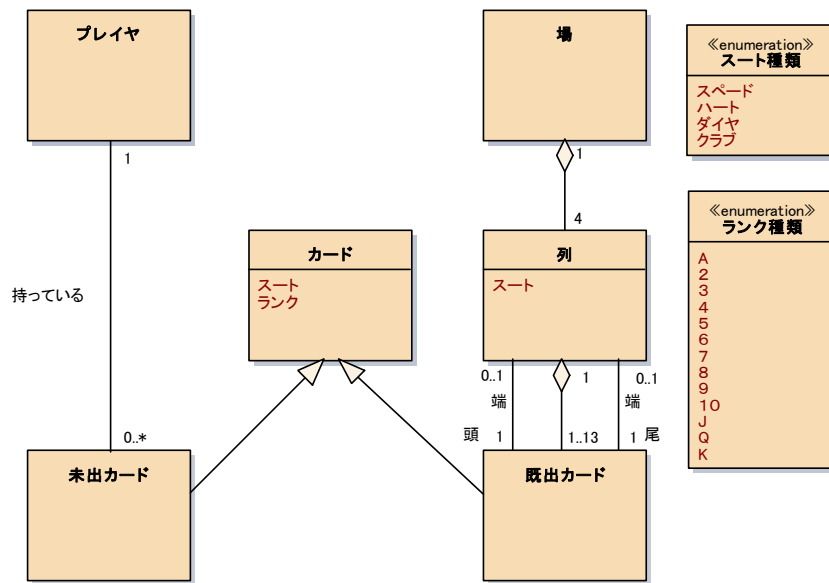 プレイヤ
場
≪enumeration≫
スート種類
スペード
ハート
ダイヤ
クラブ
1
1
4
≪enumeration≫
ランク種類
A
2
3
4
5
6
7
8
9
10
J
Q
K
カード
スート
ランク
列
スート
持っている
0..1
1
0..1
端
端
0..*
頭
1
1..13
1
尾
未出カード
既出カード